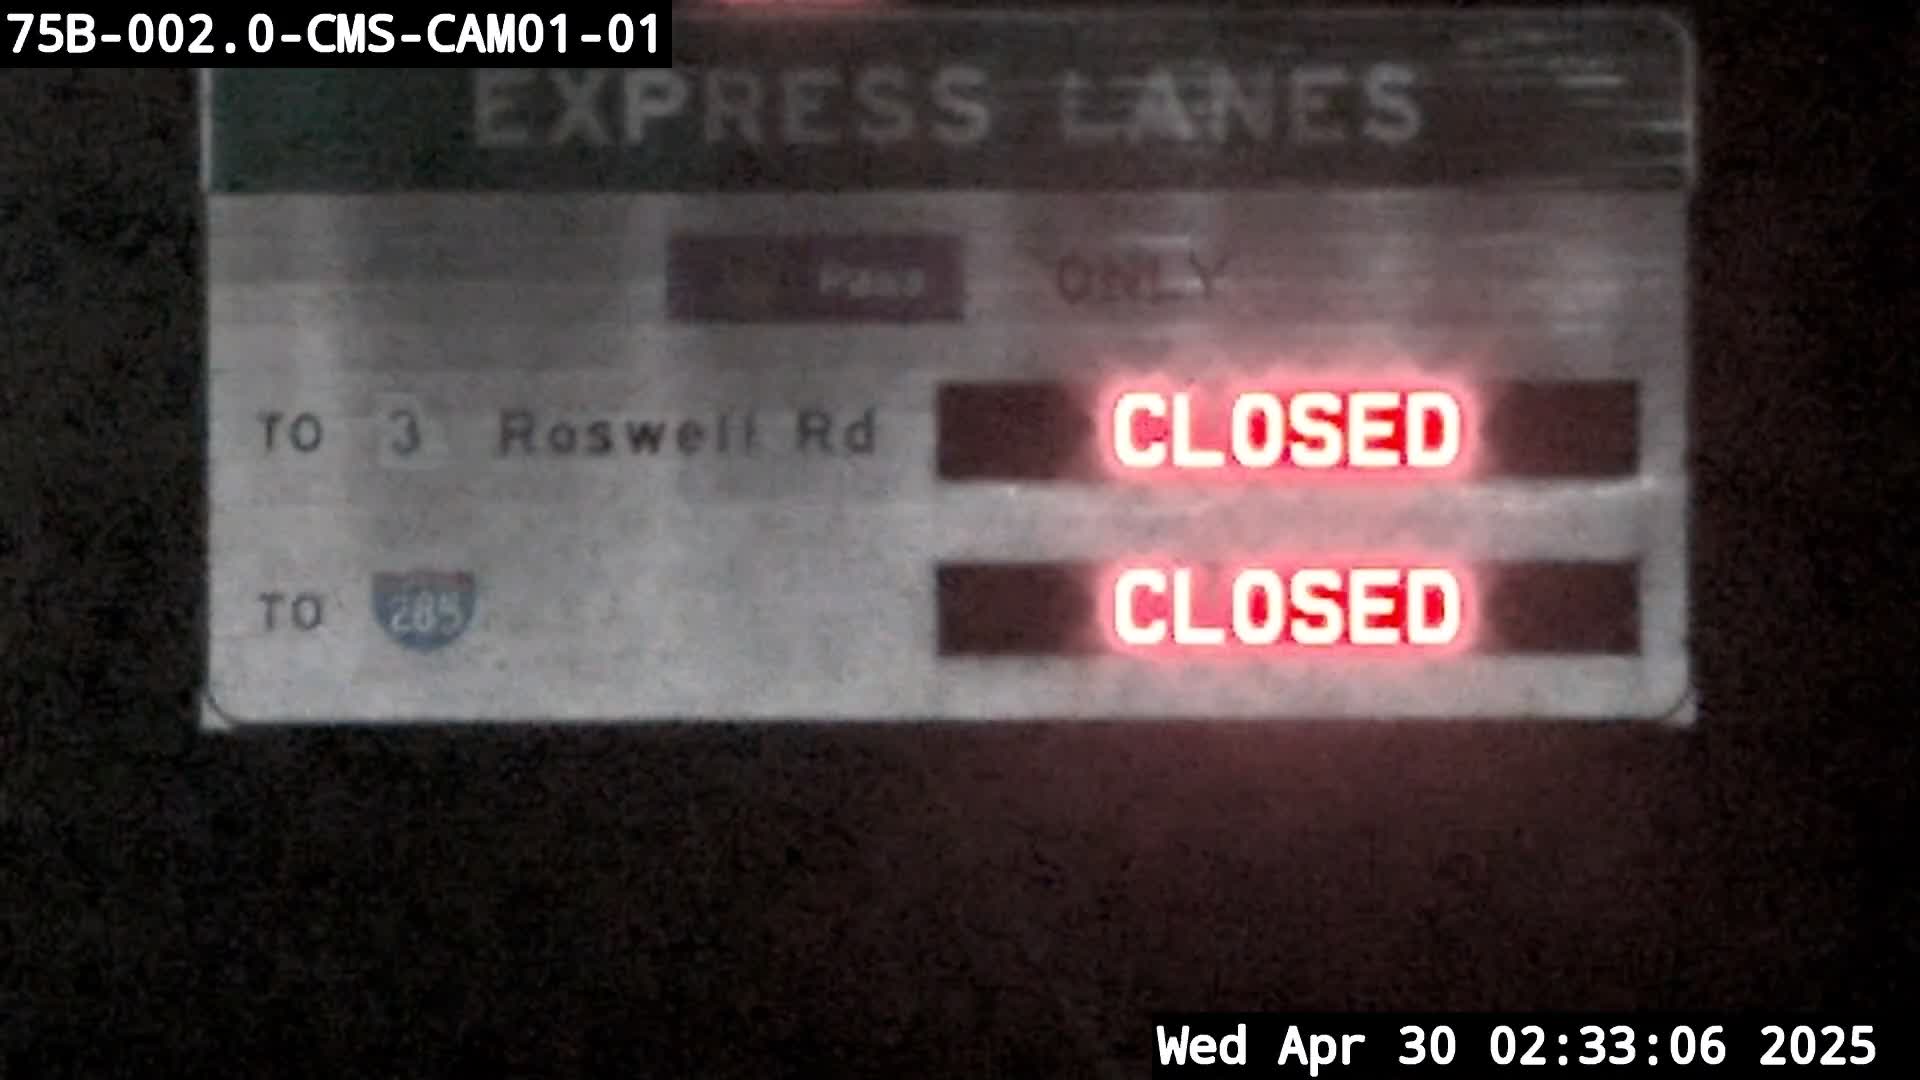 75B-002.0-CMS-CAM01-01
EXPRESS LANES
Pass ONLY
TO 3 Roswell Rd CLOSED
TO 285 CLOSED
Wed Apr 30 02:33:06 2025